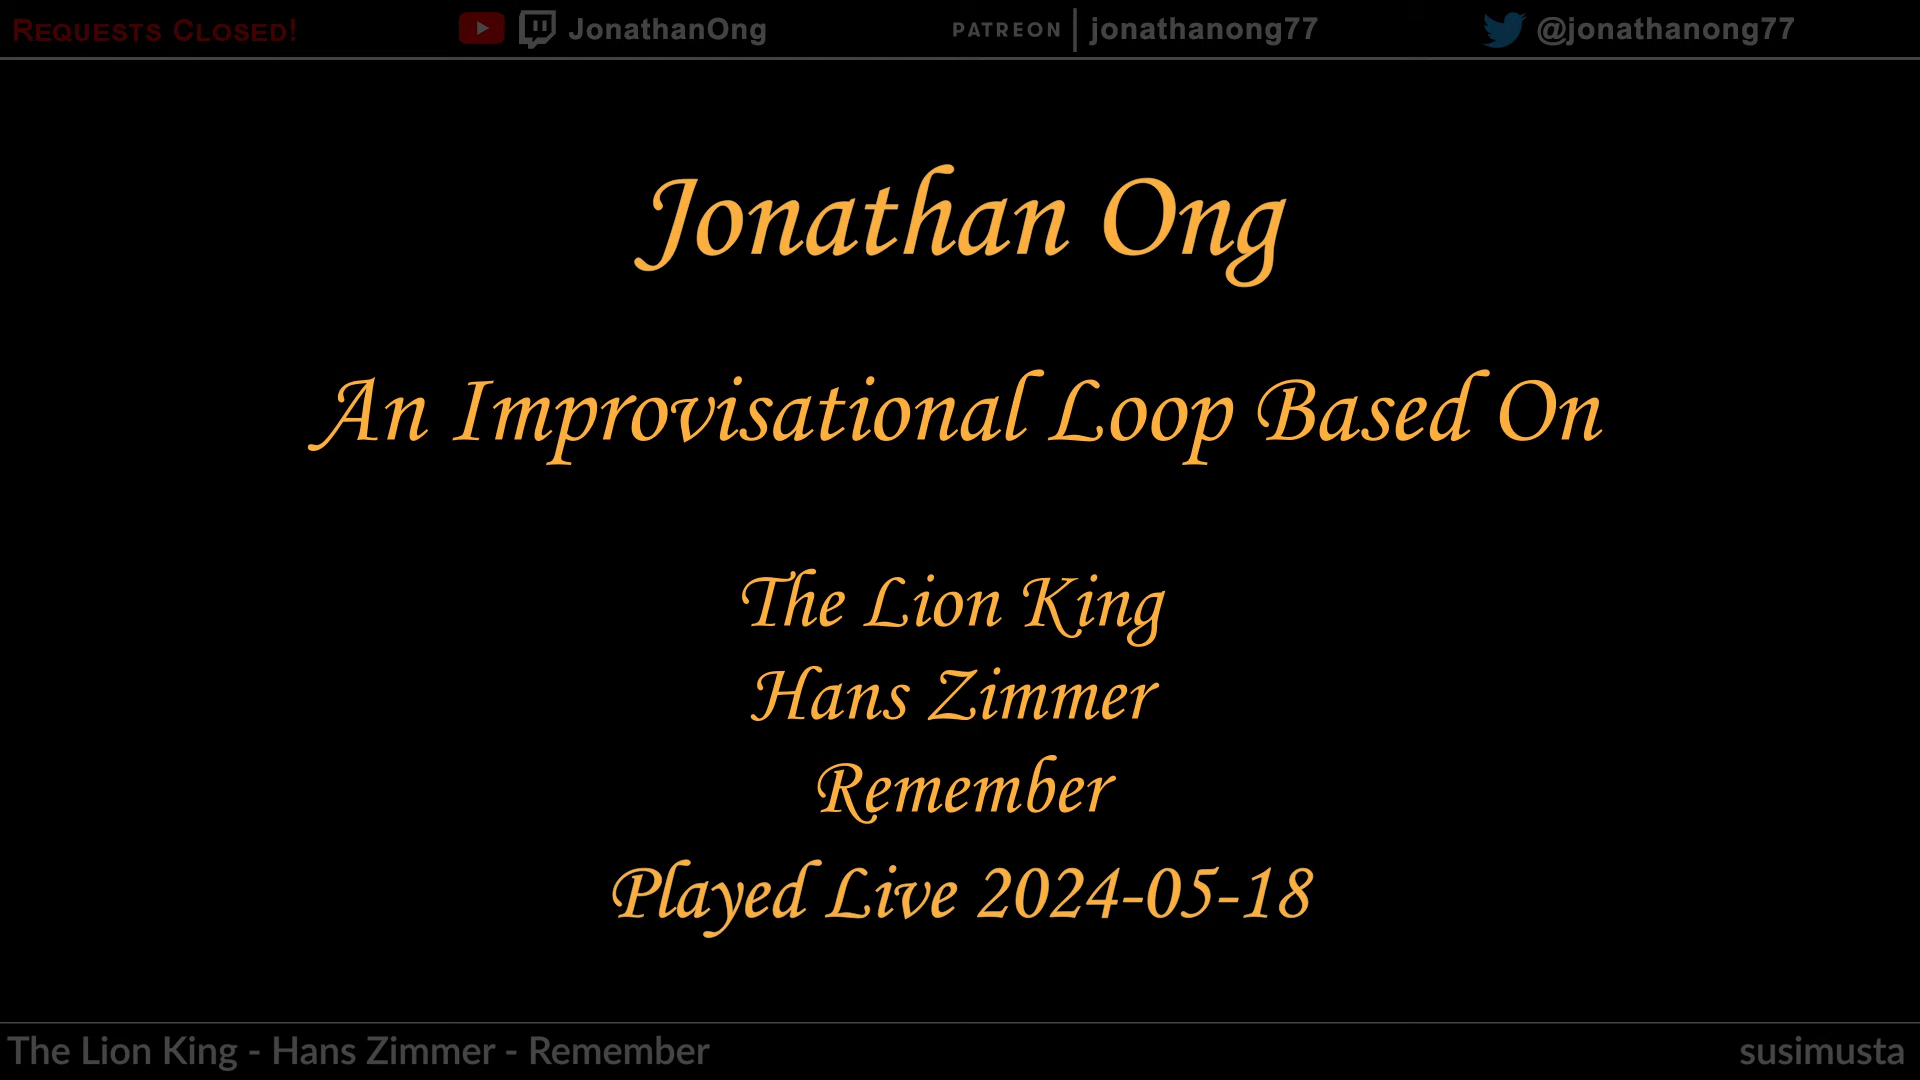 Requests Closed! JonathanOng PATREON jonathanong77 @jonathanong77
Jonathan Ong
An Improvisational Loop Based On
The Lion King
Hans Zimmer
Remember
Played Live 2024-05-18
The Lion King - Hans Zimmer - Remember susimusta